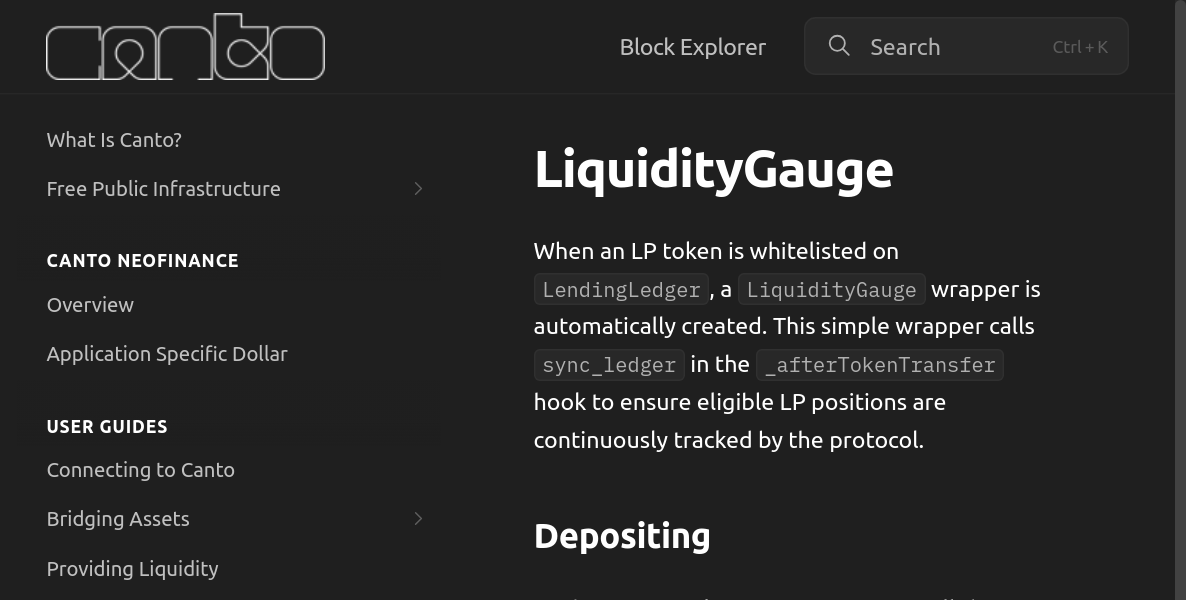 canto
Block Explorer
Search
Ctrl + K
What Is Canto?
Free Public Infrastructure
CANTO NEOFINANCE
Overview
Application Specific Dollar
USER GUIDES
Connecting to Canto
Bridging Assets
Providing Liquidity
LiquidityGauge
When an LP token is whitelisted on
LendingLedger, a LiquidityGauge wrapper is
automatically created. This simple wrapper calls
sync_ledger in the _afterTokenTransfer
hook to ensure eligible LP positions are
continuously tracked by the protocol.
Depositing